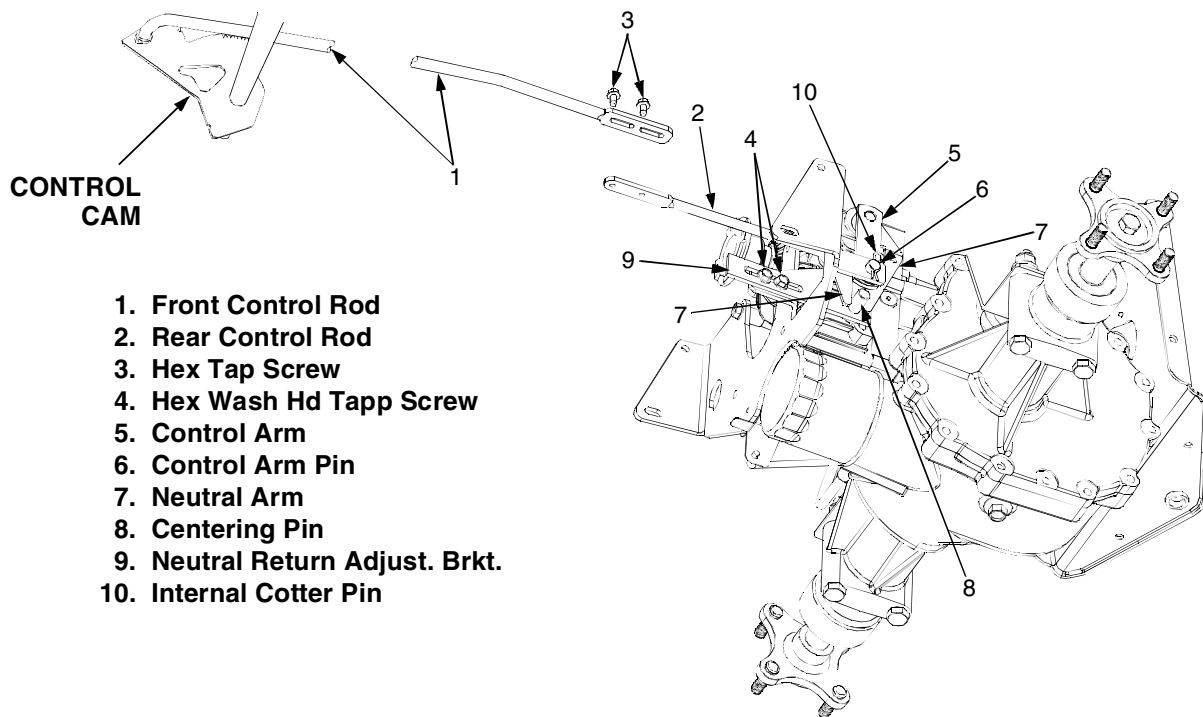 3
10
2
4
5
6
1
CONTROL
CAM
7
9
7
1. Front Control Rod
2. Rear Control Rod
3. Hex Tap Screw
4. Hex Wash Hd Tapp Screw
5. Control Arm
6. Control Arm Pin
7. Neutral Arm
8. Centering Pin
9. Neutral Return Adjust. Brkt.
10. Internal Cotter Pin
8